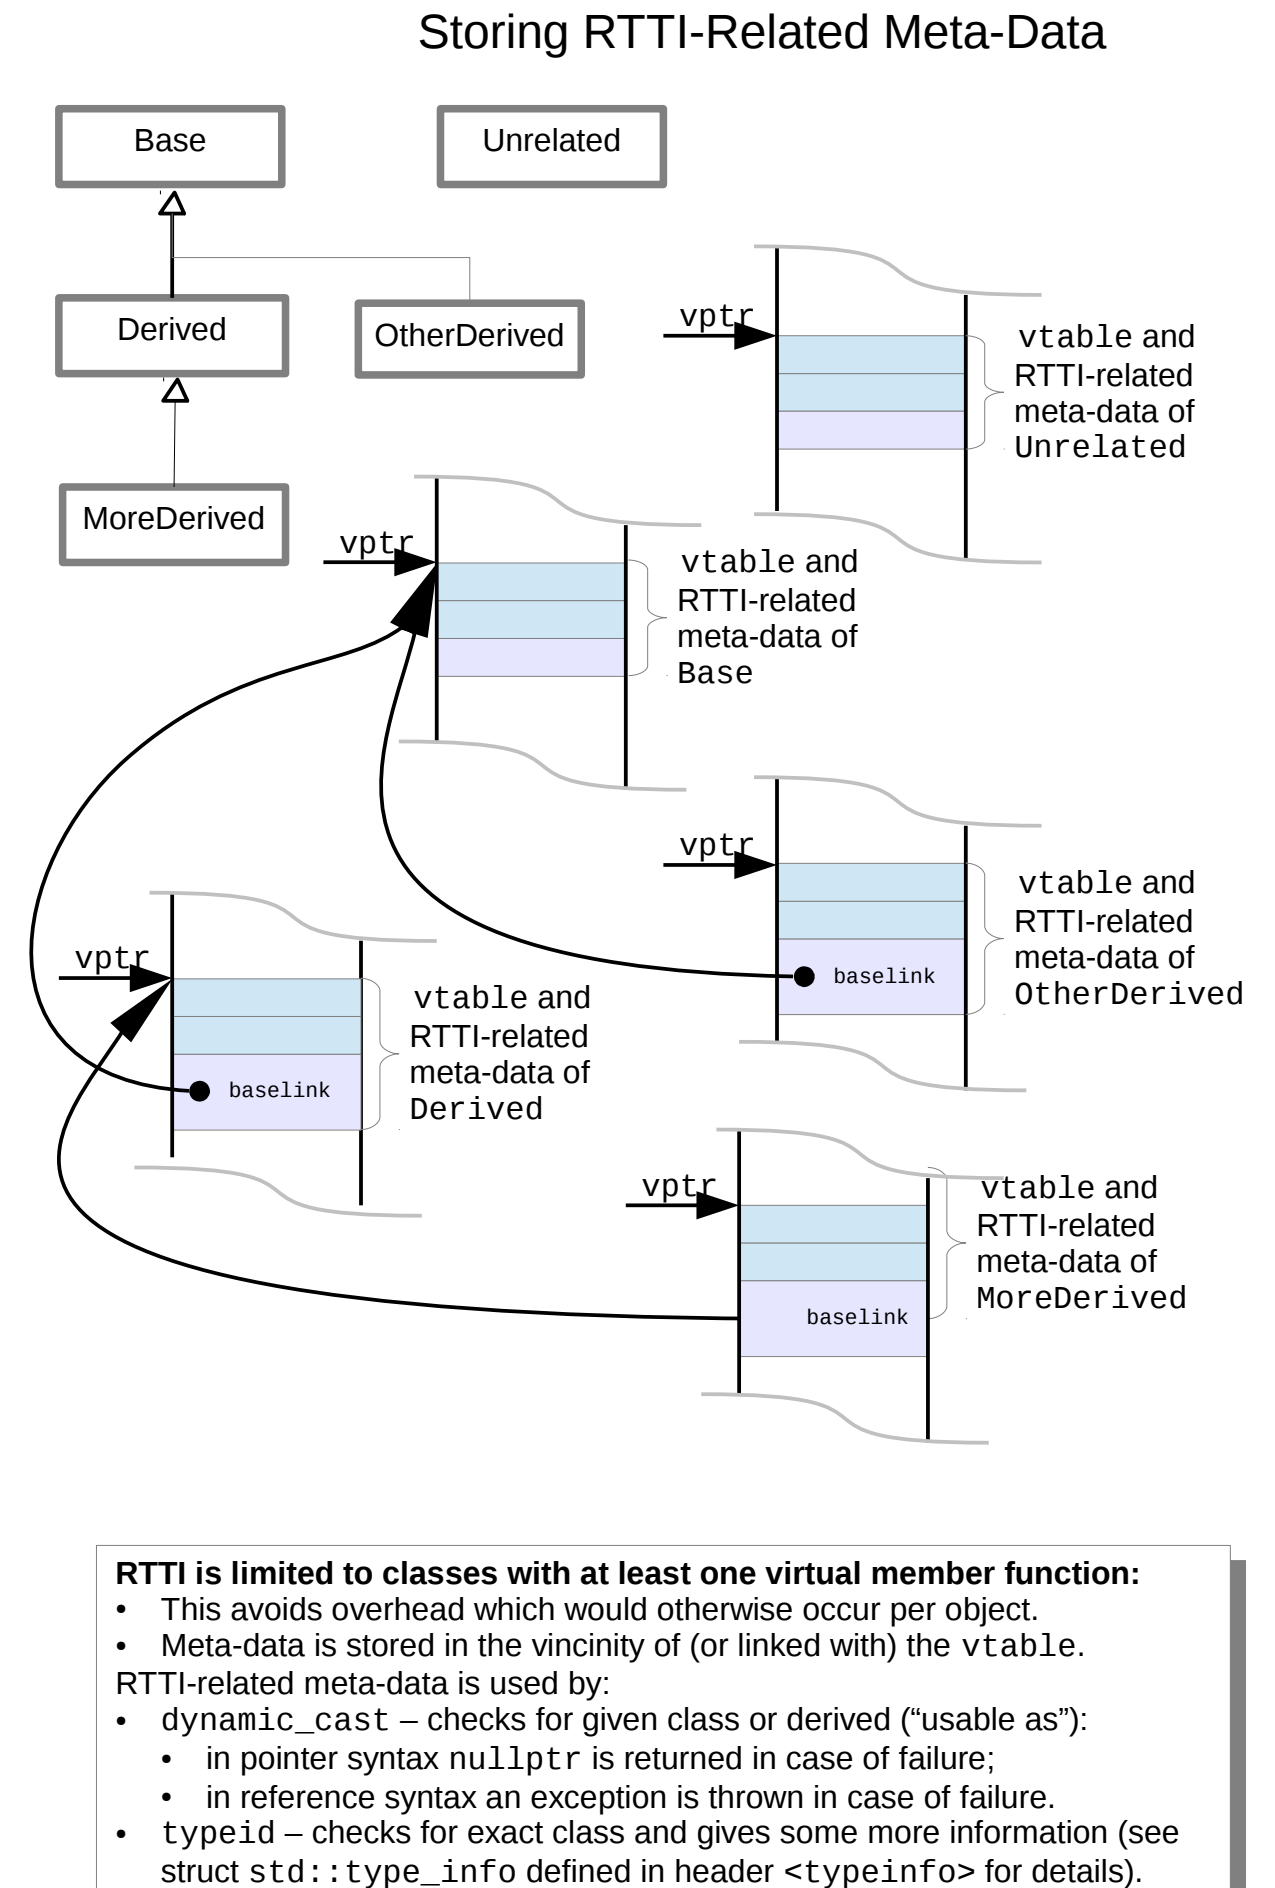 Storing RTTI-Related Meta-Data
Base
Unrelated
Derived
OtherDerived
MoreDerived
vptr
vtable and
RTTI-related
meta-data of
Unrelated
vptr
vtable and
RTTI-related
meta-data of
Base
vptr
vtable and
RTTI-related
meta-data of
OtherDerived
baselink
vptr
vtable and
RTTI-related
meta-data of
Derived
baselink
vptr
vtable and
RTTI-related
meta-data of
MoreDerived
baselink
RTTI is limited to classes with at least one virtual member function:
• This avoids overhead which would otherwise occur per object.
• Meta-data is stored in the vincinity of (or linked with) the vtable.
RTTI-related meta-data is used by:
• dynamic_cast – checks for given class or derived (“usable as”):
• in pointer syntax nullptr is returned in case of failure;
• in reference syntax an exception is thrown in case of failure.
• typeid – checks for exact class and gives some more information (see
struct std::type_info defined in header <typeinfo> for details).